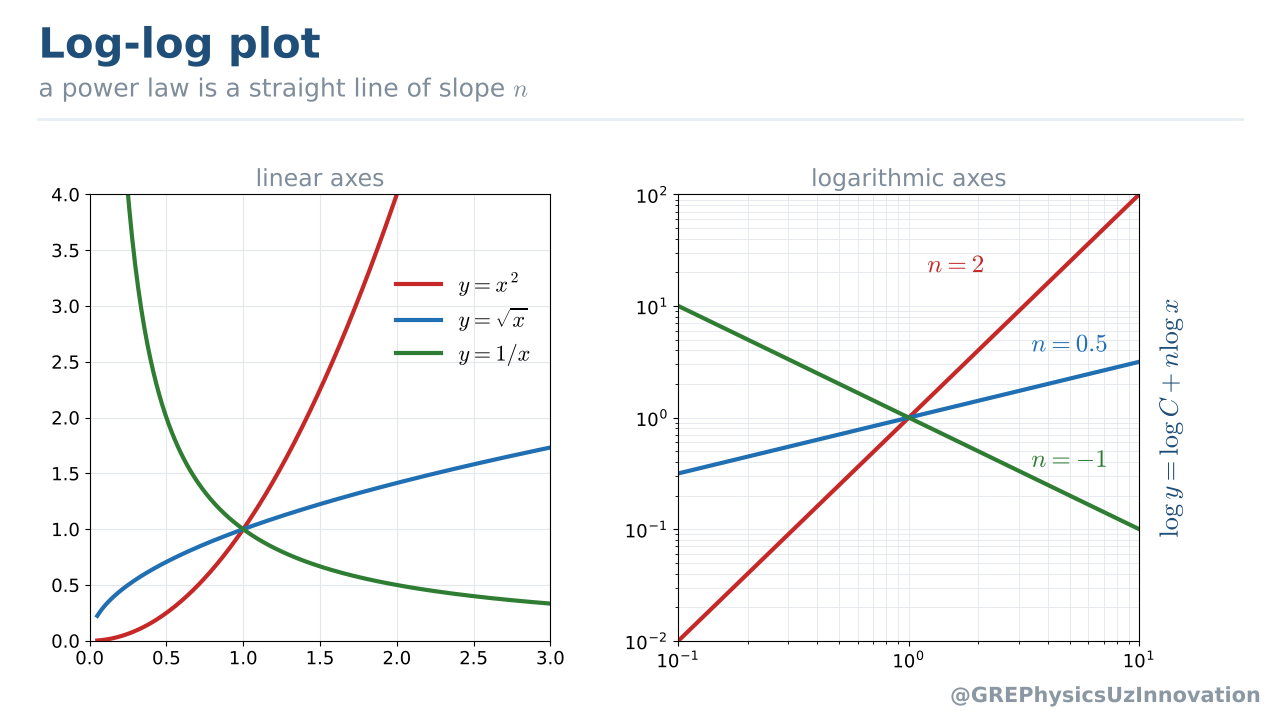 Log-log plot
a power law is a straight line of slope n
linear axes
4.0
3.5
3.0
2.5
2.0
1.5
1.0
0.5
0.0
0.0 0.5 1.0 1.5 2.0 2.5 3.0
y = x²
y = √x
y = 1/x
logarithmic axes
10²
10¹
10⁰
10⁻¹
10⁻²
10⁻¹ 10⁰ 10¹
n = 2
n = 0.5
n = −1
log y = log C + n log x
@GREPhysicsUzInnovation